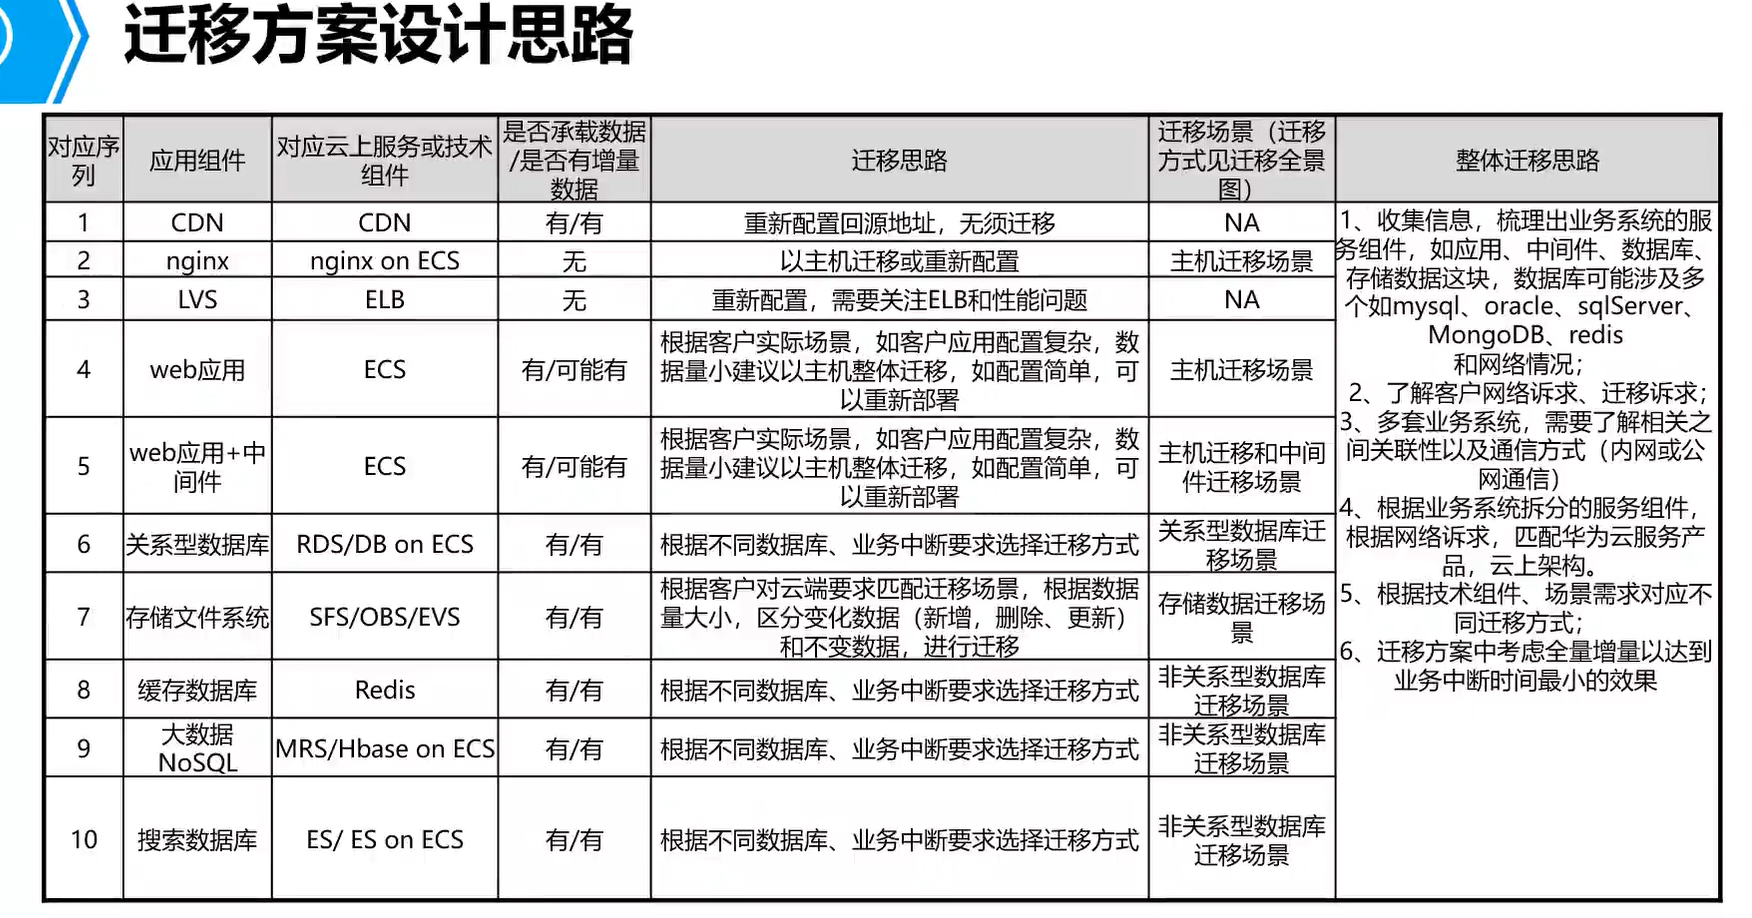 迁移方案设计思路
对应序
列
应用组件
对应云上服务或技术
组件
是否承载数据
/是否有增量
数据
迁移思路
迁移场景（迁移
方式见迁移全景
图）
整体迁移思路
1
CDN
CDN
有/有
重新配置回源地址，无须迁移
NA
2
nginx
nginx on ECS
无
以主机迁移或重新配置
主机迁移场景
3
LVS
ELB
无
重新配置，需要关注ELB和性能问题
NA
4
web应用
ECS
有/可能有
根据客户实际场景，如客户应用配置复杂，数
据量小建议以主机整体迁移，如配置简单，可
以重新部署
主机迁移场景
5
web应用+中
间件
ECS
有/可能有
根据客户实际场景，如客户应用配置复杂，数
据量小建议以主机整体迁移，如配置简单，可
以重新部署
主机迁移和中间
件迁移场景
6
关系型数据库
RDS/DB on ECS
有/有
根据不同数据库、业务中断要求选择迁移方式
关系型数据库迁
移场景
7
存储文件系统
SFS/OBS/EVS
有/有
根据客户对云端要求匹配迁移场景，根据数据
量大小，区分变化数据（新增，删除、更新）
和不变数据，进行迁移
存储数据迁移场
景
8
缓存数据库
Redis
有/有
根据不同数据库、业务中断要求选择迁移方式
非关系型数据库
迁移场景
9
大数据
NoSQL
MRS/Hbase on ECS
有/有
根据不同数据库、业务中断要求选择迁移方式
非关系型数据库
迁移场景
10
搜索数据库
ES/ ES on ECS
有/有
根据不同数据库、业务中断要求选择迁移方式
非关系型数据库
迁移场景
1、收集信息，梳理出业务系统的服
务组件，如应用、中间件、数据库、
存储数据这块，数据库可能涉及多
个如mysql、oracle、sqlServer、
MongoDB、redis
和网络情况；
2、了解客户网络诉求、迁移诉求；
3、多套业务系统，需要了解相关之
间关联性以及通信方式（内网或公
网通信）
4、根据业务系统拆分的服务组件，
根据网络诉求，匹配华为云服务产
品，云上架构。
5、根据技术组件、场景需求对应不
同迁移方式；
6、迁移方案中考虑全量增量以达到
业务中断时间最小的效果